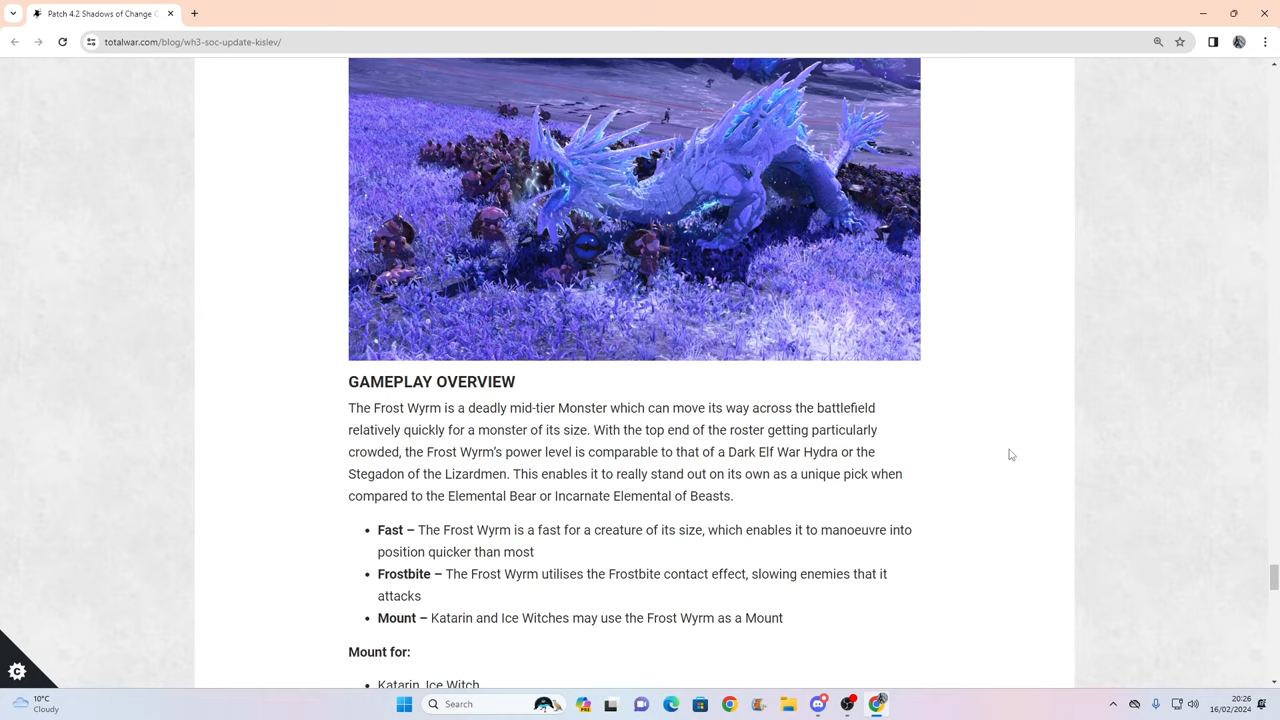 Patch 4.2 Shadows of Change
totalwar.com/blog/wh3-soc-update-kislev/
GAMEPLAY OVERVIEW
The Frost Wyrm is a deadly mid-tier Monster which can move its way across the battlefield
relatively quickly for a monster of its size. With the top end of the roster getting particularly
crowded, the Frost Wyrm’s power level is comparable to that of a Dark Elf War Hydra or the
Stegadon of the Lizardmen. This enables it to really stand out on its own as a unique pick when
compared to the Elemental Bear or Incarnate Elemental of Beasts.
• Fast – The Frost Wyrm is a fast for a creature of its size, which enables it to manoeuvre into
position quicker than most
• Frostbite – The Frost Wyrm utilises the Frostbite contact effect, slowing enemies that it
attacks
• Mount – Katarin and Ice Witches may use the Frost Wyrm as a Mount
Mount for:
• Katarin, Ice Witch
10°C
Cloudy
Search
20:26
16/02/2024